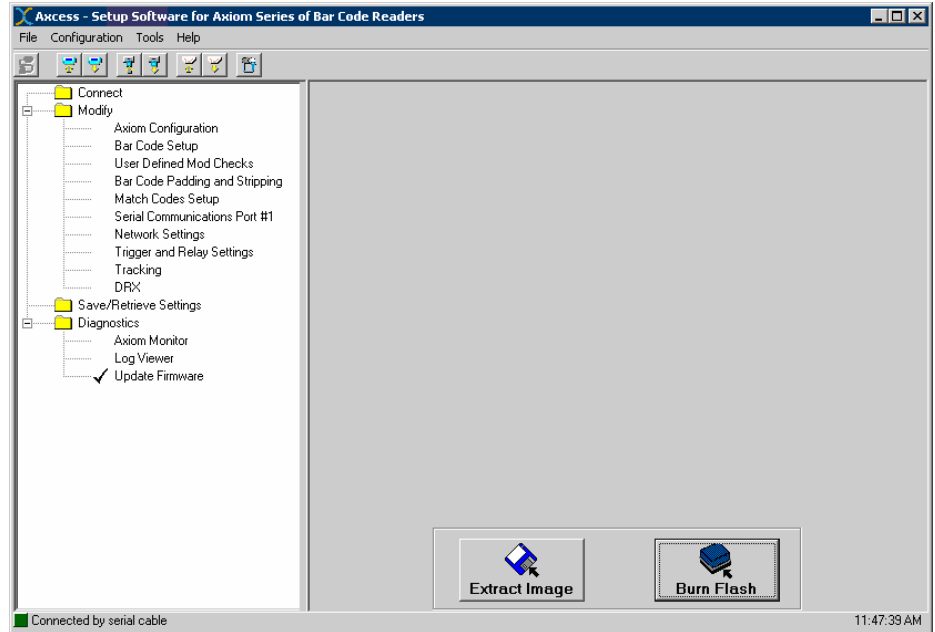 Axcess - Setup Software for Axiom Series of Bar Code Readers
File Configuration Tools Help
Connect
Modify
Axiom Configuration
Bar Code Setup
User Defined Mod Checks
Bar Code Padding and Stripping
Match Codes Setup
Serial Communications Port #1
Network Settings
Trigger and Relay Settings
Tracking
DRX
Save/Retrieve Settings
Diagnostics
Axiom Monitor
Log Viewer
Update Firmware
Extract Image
Burn Flash
Connected by serial cable
11:47:39 AM